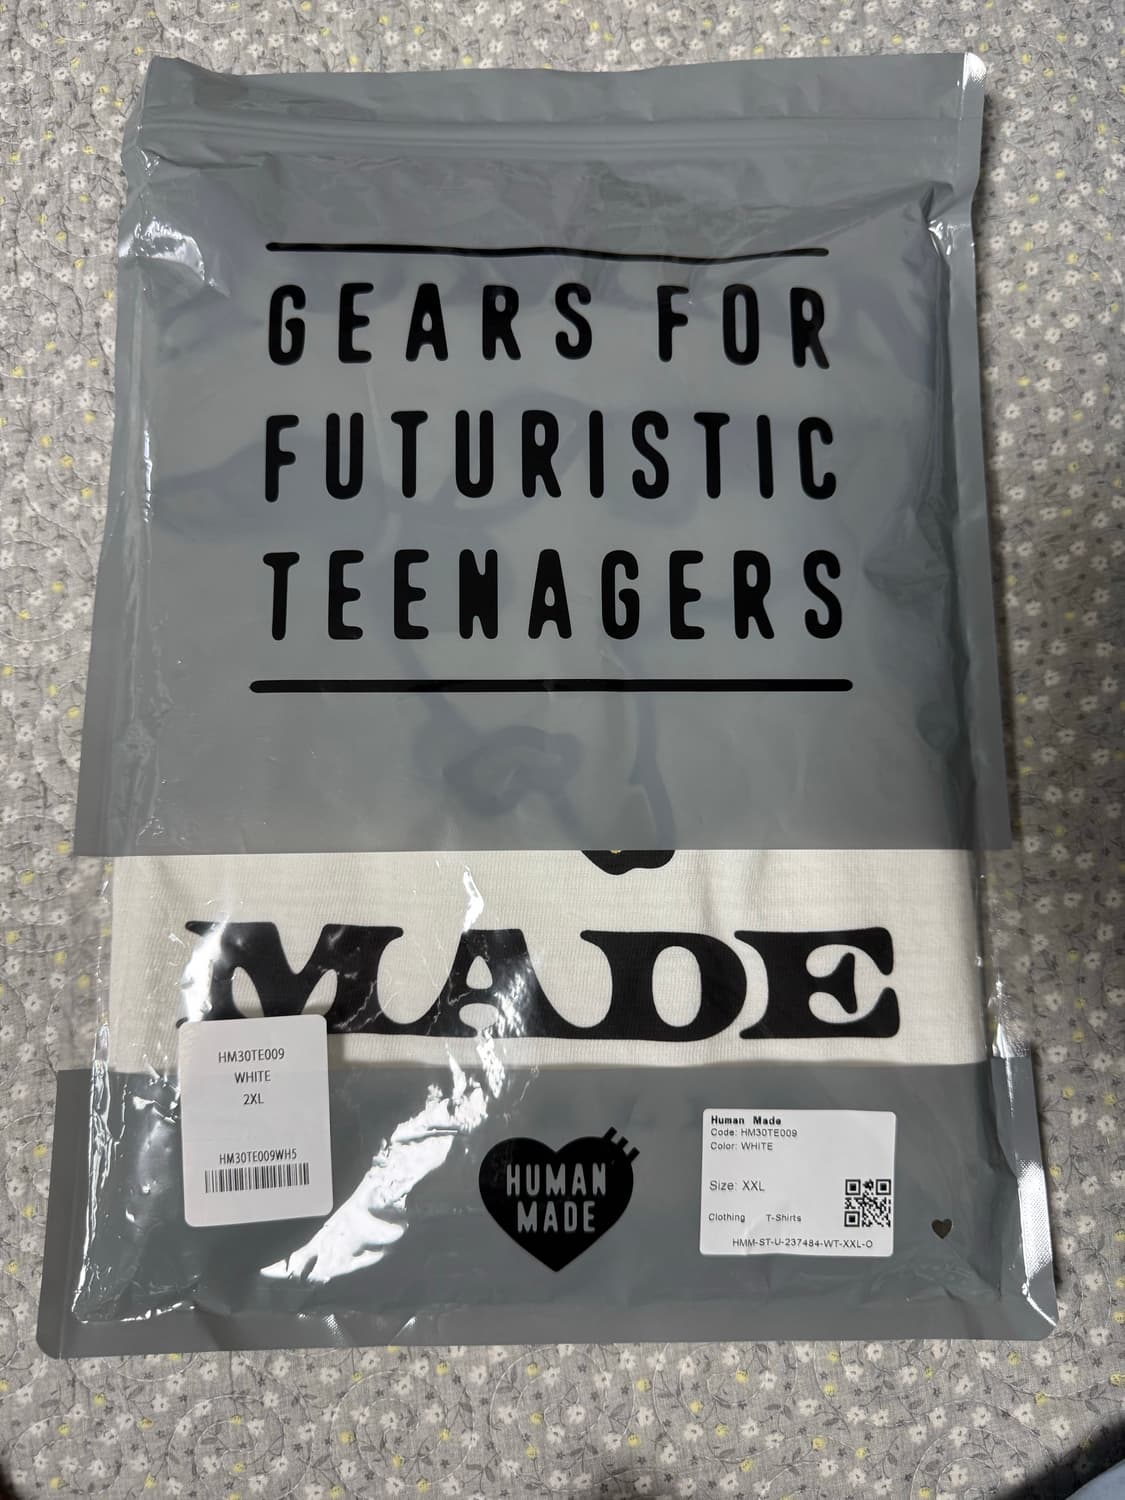 GEARS FOR
FUTURISTIC
TEENAGERS
MADE
HM30TE009
WHITE
2XL
HM30TE009WH5
HUMAN
MADE
Human Made
Code: HM30TE009
Color: WHITE
Size: XXL
Clothing T-Shirts
HMM-ST-U-237484-WT-XXL-O